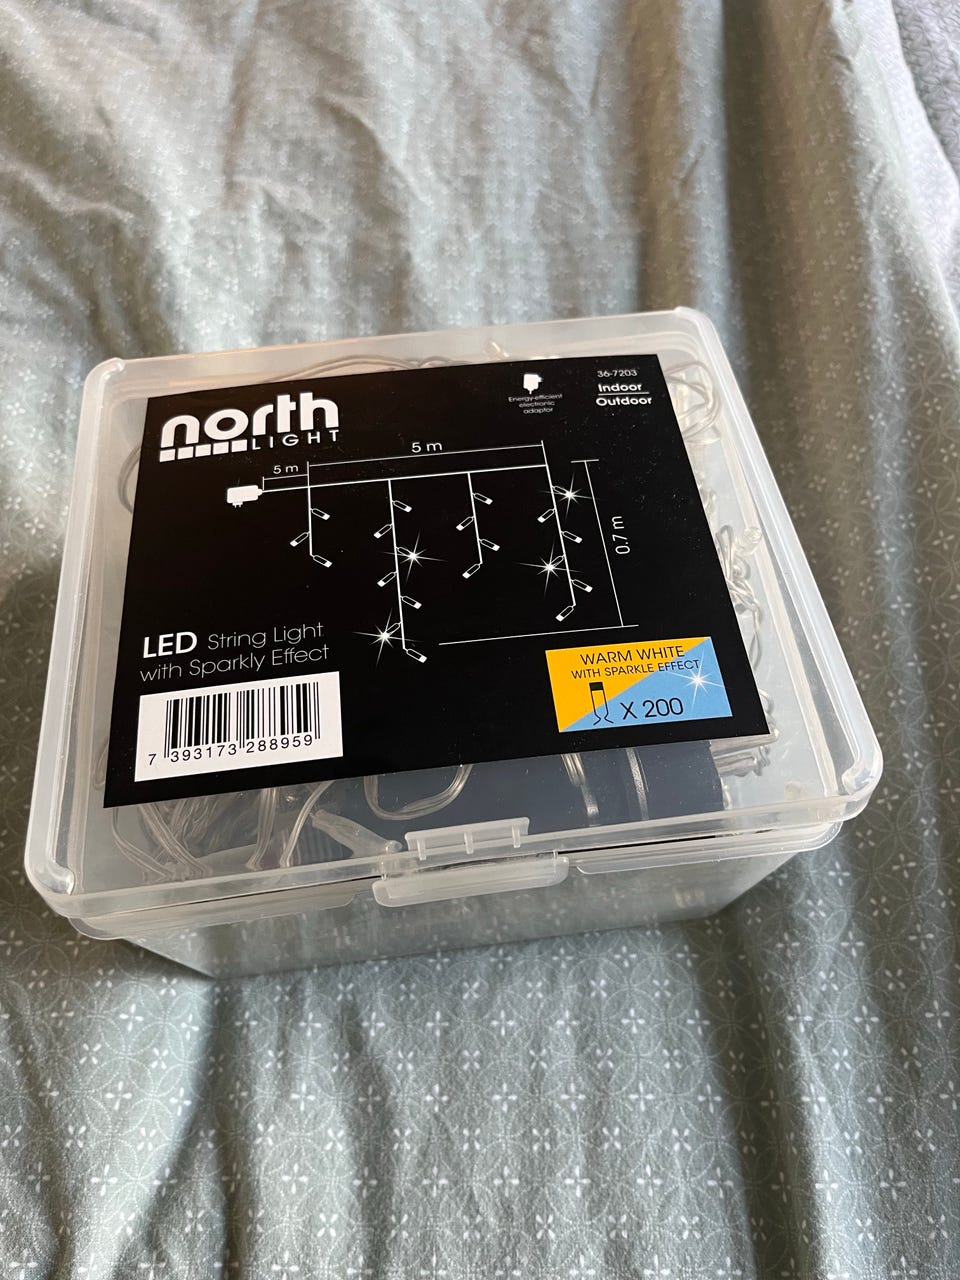 north
LIGHT
Energy-efficient
electronic
adaptor
36-7203
Indoor
Outdoor
5 m
5 m
0.7 m
LED String Light
with Sparkly Effect
7 393173 288959
WARM WHITE
WITH SPARKLE EFFECT
X 200